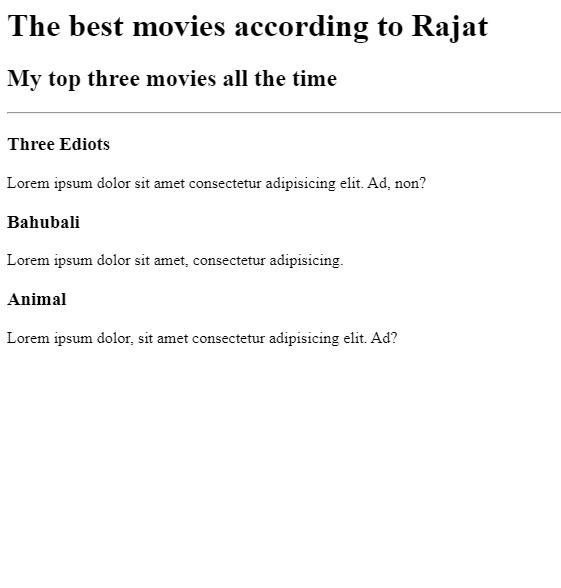 The best movies according to Rajat
My top three movies all the time
Three Ediots
Lorem ipsum dolor sit amet consectetur adipisicing elit. Ad, non?
Bahubali
Lorem ipsum dolor sit amet, consectetur adipisicing.
Animal
Lorem ipsum dolor, sit amet consectetur adipisicing elit. Ad?